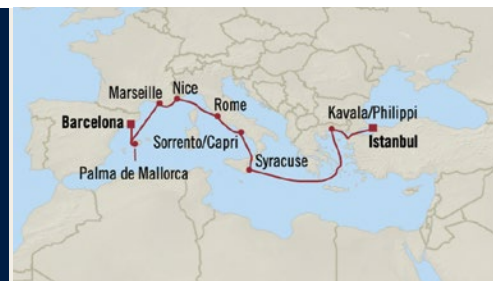 Nice
Marseille
Rome
Barcelona
Kavala/Philippi
Sorrento/Capri
Istanbul
Syracuse
Palma de Mallorca